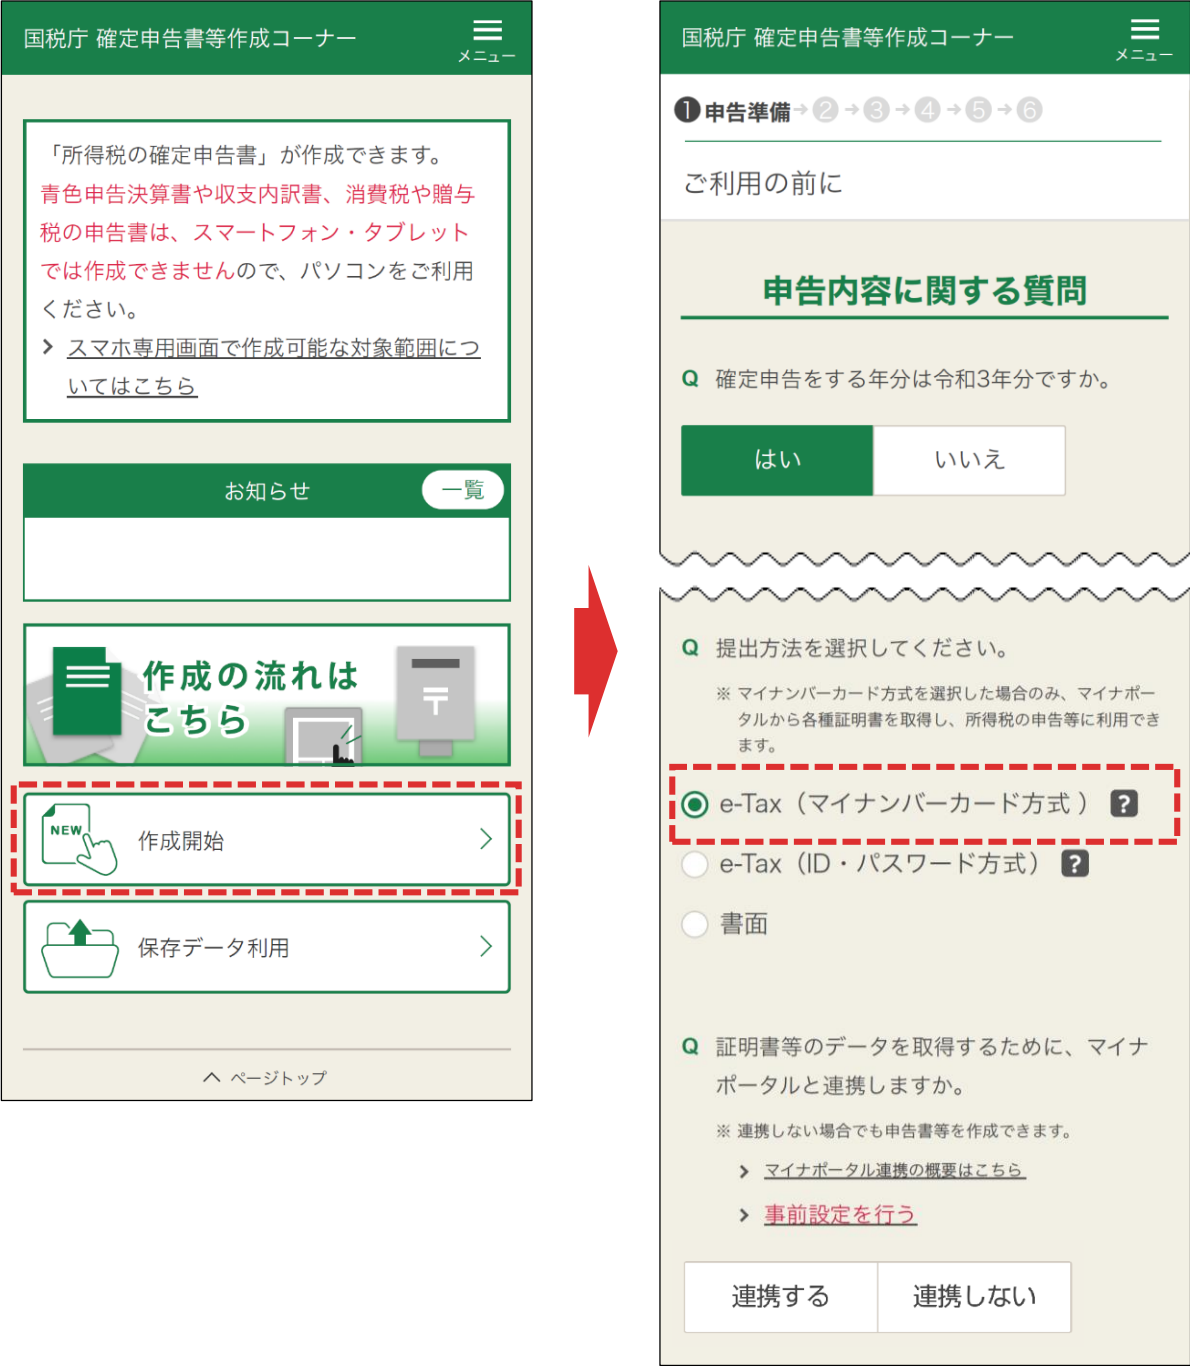 国税庁 確定申告書等作成コーナー
メニュー
「所得税の確定申告書」が作成できます。
青色申告決算書や収支内訳書、消費税や贈与
税の申告書は、スマートフォン・タブレット
では作成できませんので、パソコンをご利用
ください。
スマホ専用画面で作成可能な対象範囲につ
いてはこちら
お知らせ
一覧
作成の流れは
こちら
〒
NEW
作成開始
保存データ利用
ページトップ
国税庁 確定申告書等作成コーナー
メニュー
❶申告準備→②→③→④→⑤→⑥
ご利用の前に
申告内容に関する質問
Q 確定申告をする年分は令和3年分ですか。
はい
いいえ
Q 提出方法を選択してください。
※ マイナンバーカード方式を選択した場合のみ、マイナポー
タルから各種証明書を取得し、所得税の申告等に利用でき
ます。
e-Tax（マイナンバーカード方式 ） ?
e-Tax（ID・パスワード方式） ?
書面
Q 証明書等のデータを取得するために、マイナ
ポータルと連携しますか。
※ 連携しない場合でも申告書等を作成できます。
マイナポータル連携の概要はこちら
事前設定を行う
連携する
連携しない